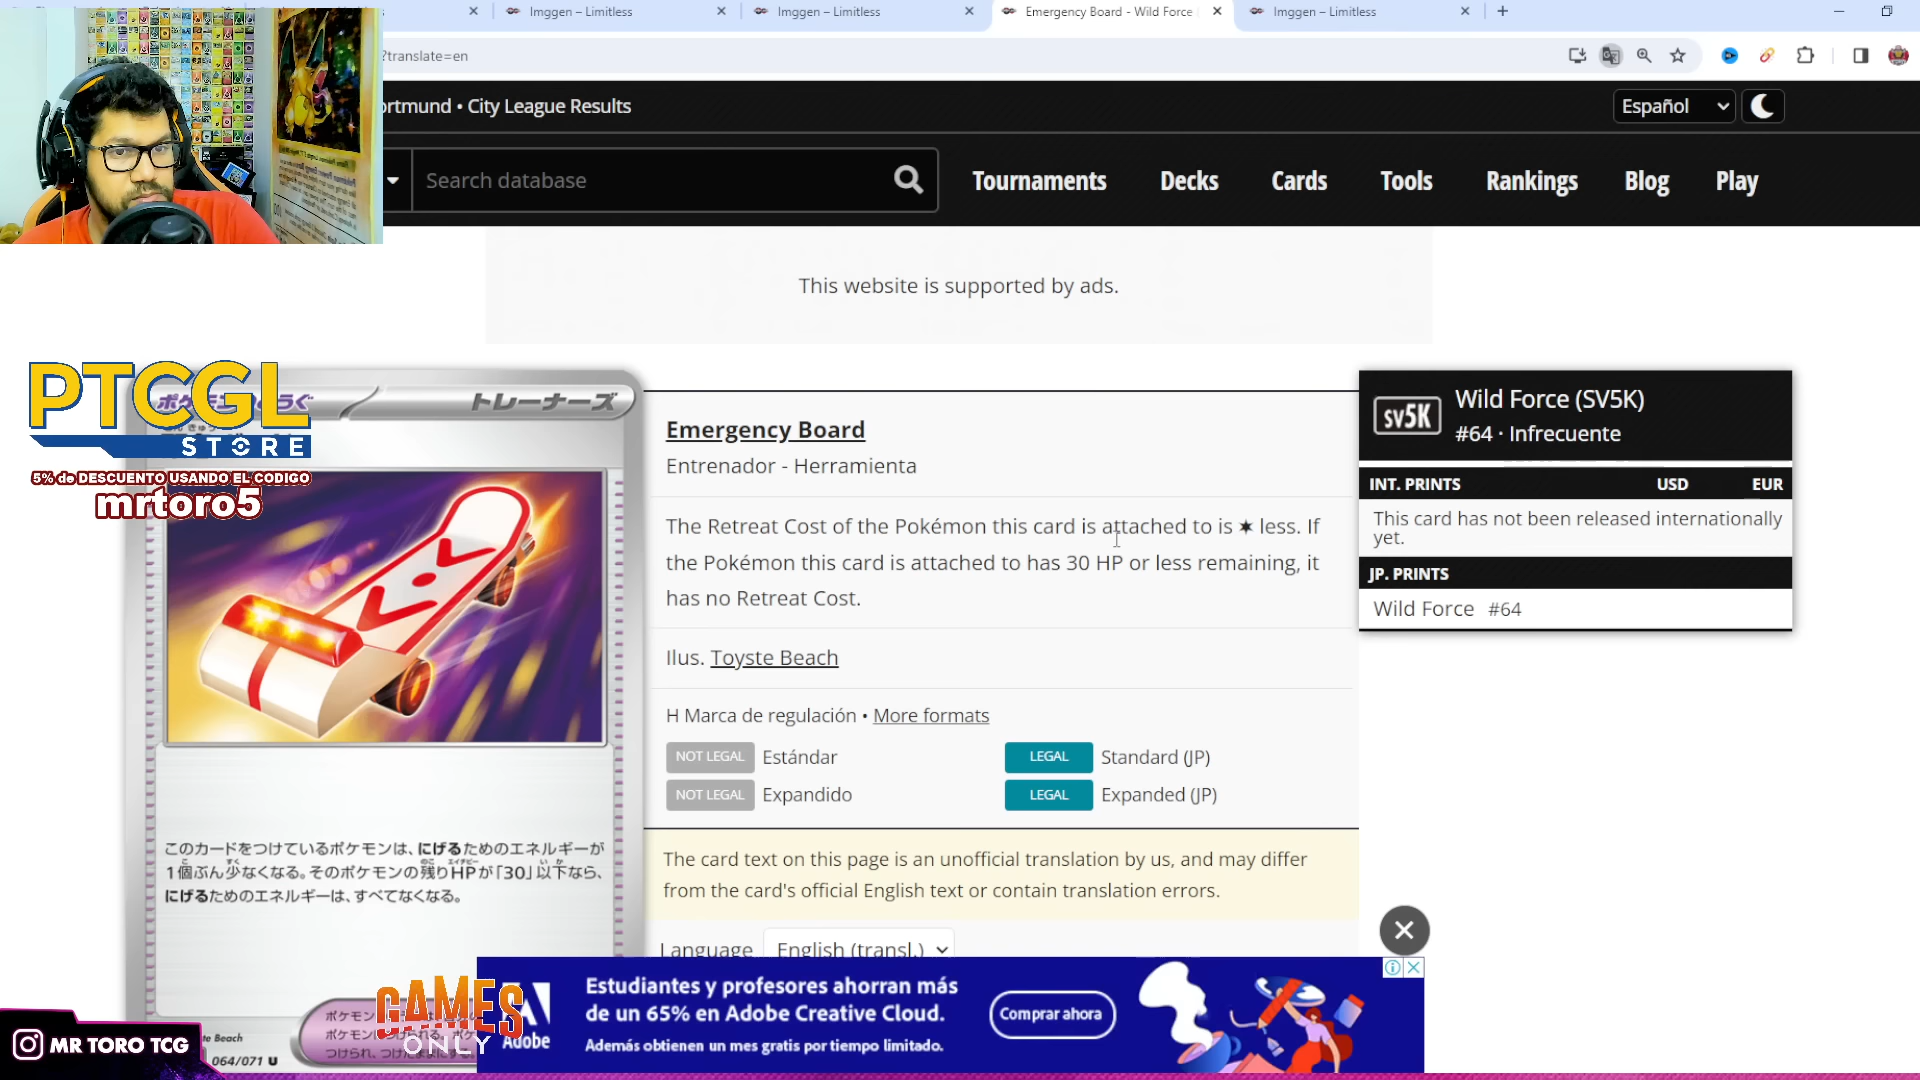 Imggen – Limitless
Imggen – Limitless
Emergency Board - Wild Force
Imggen – Limitless
?translate=en
ortmund • City League Results
Español
Search database
Tournaments
Decks
Cards
Tools
Rankings
Blog
Play
This website is supported by ads.
PTCGL
STORE
5% de DESCUENTO USANDO EL CODIGO
mrtoro5
トレーナーズ
Emergency Board
Entrenador - Herramienta
The Retreat Cost of the Pokémon this card is attached to is ✶ less. If
the Pokémon this card is attached to has 30 HP or less remaining, it
has no Retreat Cost.
Ilus. Toyste Beach
H Marca de regulación • More formats
NOT LEGAL Estándar
LEGAL Standard (JP)
NOT LEGAL Expandido
LEGAL Expanded (JP)
The card text on this page is an unofficial translation by us, and may differ
from the card's official English text or contain translation errors.
Language English (transl.)
sv5K
Wild Force (SV5K)
#64 · Infrecuente
INT. PRINTS USD EUR
This card has not been released internationally
yet.
JP. PRINTS
Wild Force #64
このカードをつけているポケモンは、にげるためのエネルギーが
1個ぶん少なくなる。そのポケモンの残りHPが「30」以下なら、
にげるためのエネルギーは、すべてなくなる。
te Beach
064/071 U
MR TORO TCG
GAMES
ONLY
Adobe
Estudiantes y profesores ahorran más
de un 65% en Adobe Creative Cloud.
Además obtienen un mes gratis por tiempo limitado.
Comprar ahora